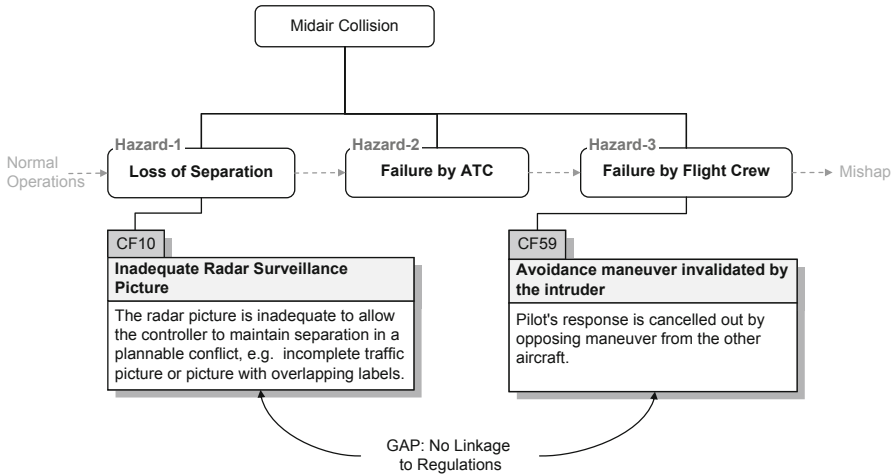 Midair Collision
Hazard-1
Hazard-2
Hazard-3
Normal
Operations
Loss of Separation
Failure by ATC
Failure by Flight Crew
Mishap
CF10
Inadequate Radar Surveillance
Picture
The radar picture is inadequate to allow
the controller to maintain separation in a
plannable conflict, e.g. incomplete traffic
picture or picture with overlapping labels.
CF59
Avoidance maneuver invalidated by
the intruder
Pilot's response is cancelled out by
opposing maneuver from the other
aircraft.
GAP: No Linkage
to Regulations